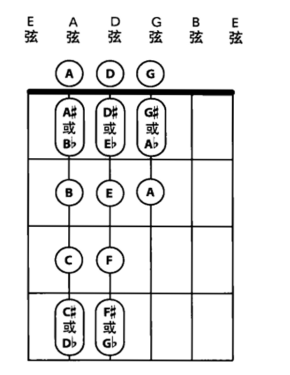 E A D G B E
弦 弦 弦 弦 弦 弦
A D G
A♯ D♯ G♯
或 或 或
B♭ E♭ A♭
B E A
C F
C♯ F♯
或 或
D♭ G♭